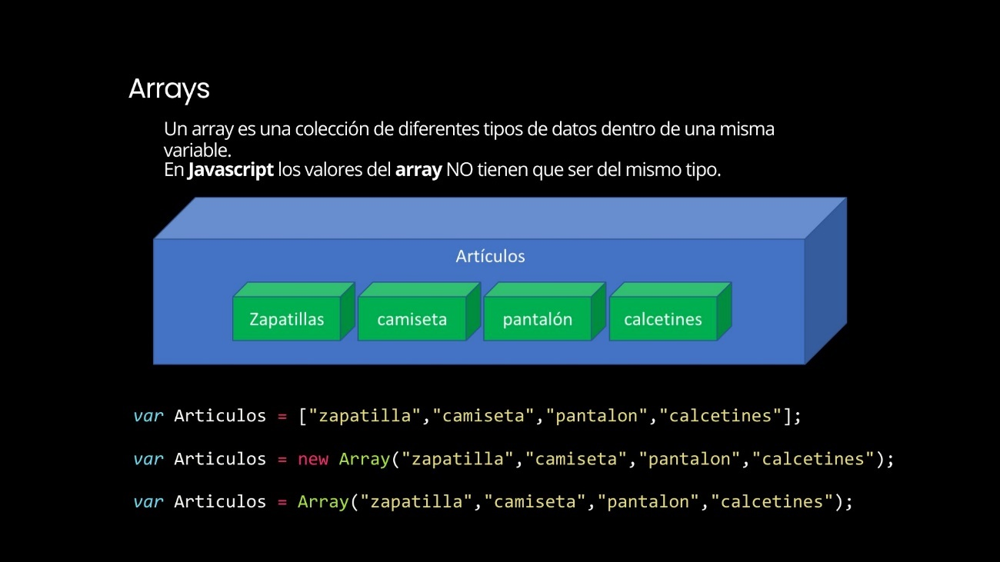 Arrays
Un array es una colección de diferentes tipos de datos dentro de una misma
variable.
En Javascript los valores del array NO tienen que ser del mismo tipo.
Artículos
Zapatillas camiseta pantalón calcetines
var Articulos = ["zapatilla","camiseta","pantalon","calcetines"];
var Articulos = new Array("zapatilla","camiseta","pantalon","calcetines");
var Articulos = Array("zapatilla","camiseta","pantalon","calcetines");